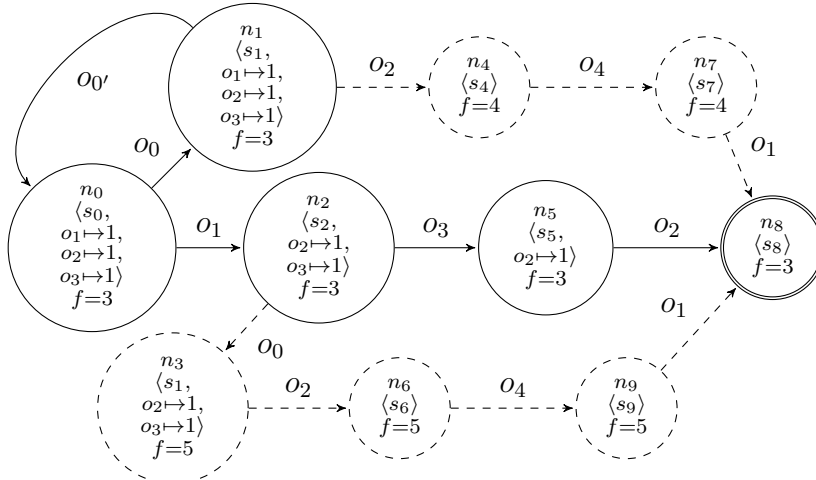 n₁
⟨s₁,
o₁↦1,
o₂↦1,
o₃↦1⟩
f=3
o₂
n₄
⟨s₄⟩
f=4
o₄
n₇
⟨s₇⟩
f=4
o₀′
o₀
o₁
n₀
⟨s₀,
o₁↦1,
o₂↦1,
o₃↦1⟩
f=3
o₁
n₂
⟨s₂,
o₂↦1,
o₃↦1⟩
f=3
o₃
n₅
⟨s₅,
o₂↦1⟩
f=3
o₂
n₈
⟨s₈⟩
f=3
o₀
o₁
n₃
⟨s₁,
o₂↦1,
o₃↦1⟩
f=5
o₂
n₆
⟨s₆⟩
f=5
o₄
n₉
⟨s₉⟩
f=5